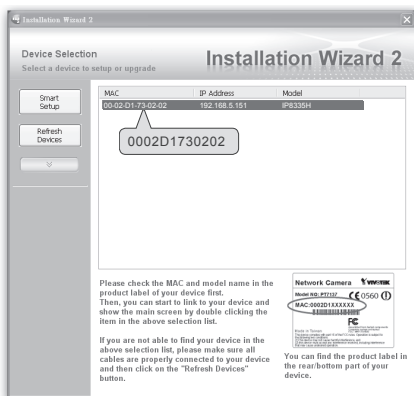 Installation Wizard 2
Device Selection
Select a device to setup or upgrade
Installation Wizard 2
Smart
Setup
Refresh
Devices
MAC IP Address Model
00-02-D1-73-02-02 192.168.5.151 IP8335H
0002D1730202
Please check the MAC and model name in the
product label of your device first.
Then, you can start to link to your device and
show the main screen by double clicking the
item in the above selection list.
If you are not able to find your device in the
above selection list, please make sure all
cables are properly connected to your device
and then click on the "Refresh Devices"
button.
Network Camera VIVOTEK
Model NO: PT7137 CE0560
MAC:0002D1XXXXXX
FC
Made in Taiwan
You can find the product label in
the rear/bottom part of your
device.